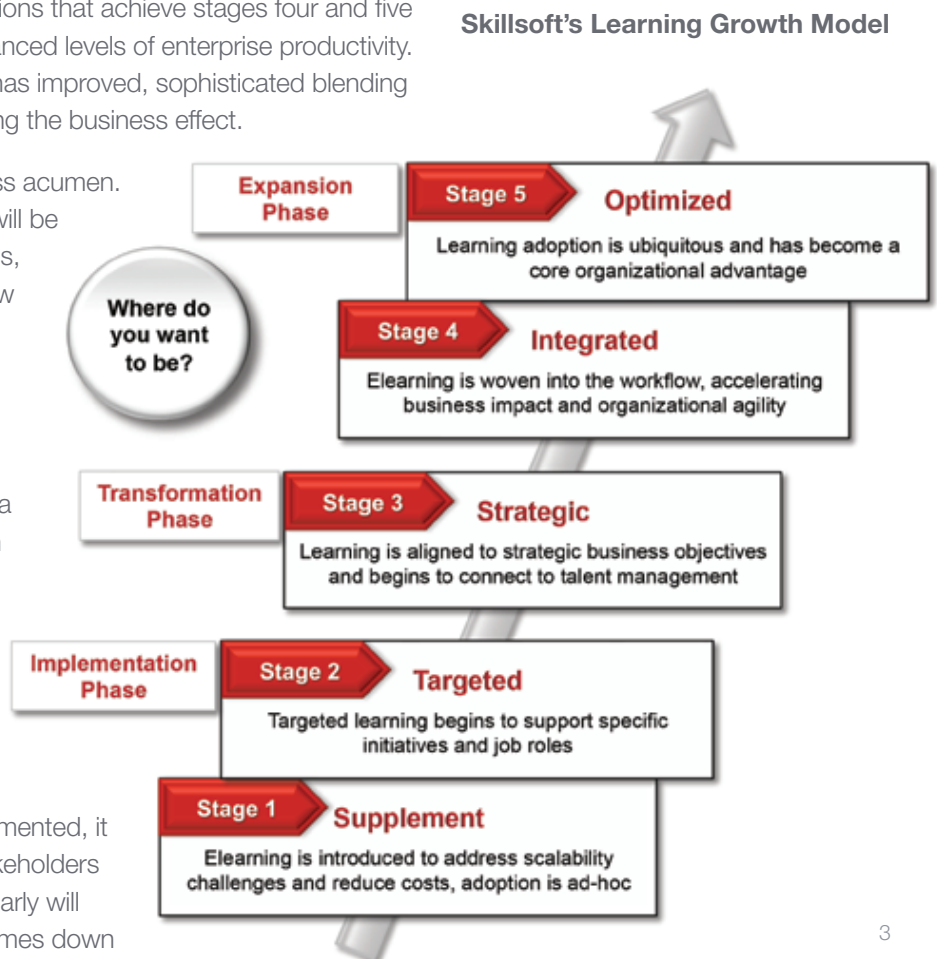 ions that achieve stages four and five
anced levels of enterprise productivity.
has improved, sophisticated blending
ng the business effect.
ss acumen.
will be
s,
w
a
mented, it
keholders
arly will
mes down
Skillsoft's Learning Growth Model
Expansion
Phase
Stage 5
Optimized
Learning adoption is ubiquitous and has become a
core organizational advantage
Where do
you want
to be?
Stage 4
Integrated
Elearning is woven into the workflow, accelerating
business impact and organizational agility
Transformation
Phase
Stage 3
Strategic
Learning is aligned to strategic business objectives
and begins to connect to talent management
Implementation
Phase
Stage 2
Targeted
Targeted learning begins to support specific
initiatives and job roles
Stage 1
Supplement
Elearning is introduced to address scalability
challenges and reduce costs, adoption is ad-hoc
3